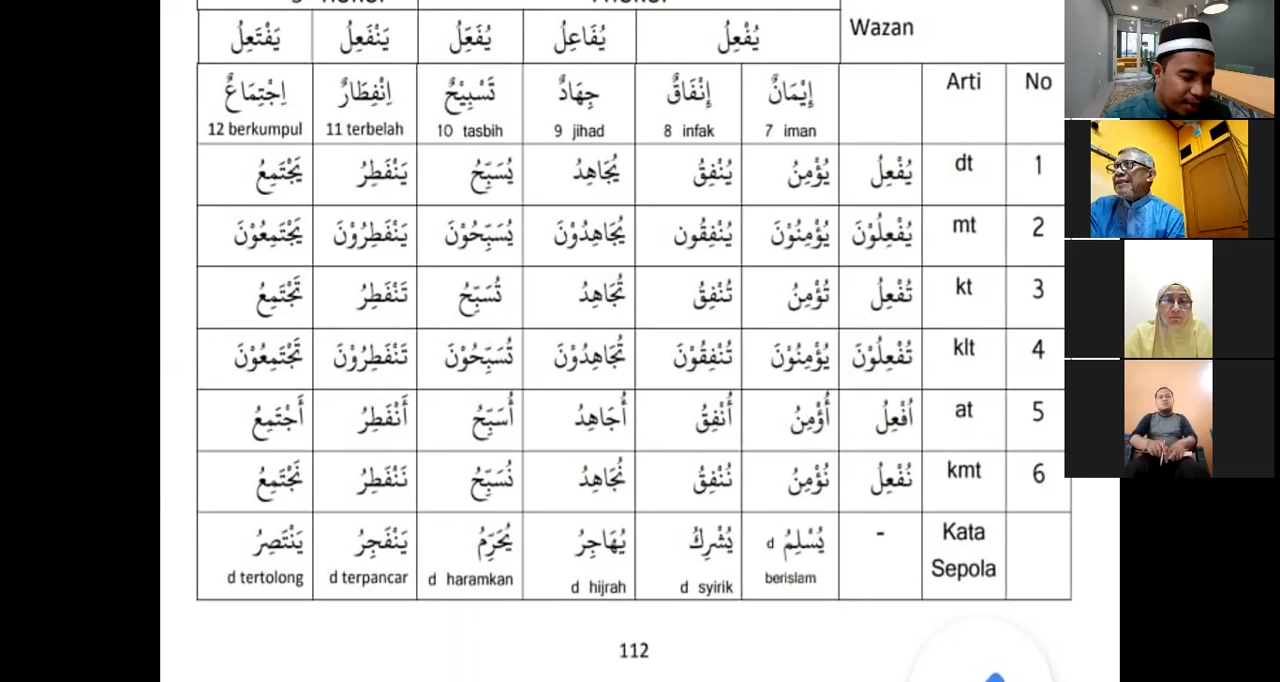 Wazan يُفْعِلُ يُفَاعِلُ يُفَعِّلُ يَنْفَعِلُ يَفْتَعِلُ
No Arti إِيْمَانٌ إِنْفَاقٌ جِهَادٌ تَسْبِيْحٌ اِنْفِطَارٌ اِجْتِمَاعٌ
7 iman 8 infak 9 jihad 10 tasbih 11 terbelah 12 berkumpul
1 dt يُفْعِلُ يُؤْمِنُ يُنْفِقُ يُجَاهِدُ يُسَبِّحُ يَنْفَطِرُ يَجْتَمِعُ
2 mt يُفْعِلُوْنَ يُؤْمِنُوْنَ يُنْفِقُون يُجَاهِدُوْنَ يُسَبِّحُوْنَ يَنْفَطِرُوْنَ يَجْتَمِعُوْنَ
3 kt تُفْعِلُ تُؤْمِنُ تُنْفِقُ تُجَاهِدُ تُسَبِّحُ تَنْفَطِرُ تَجْتَمِعُ
4 klt تُفْعِلُوْنَ يُؤْمِنُوْنَ تُنْفِقُوْنَ تُجَاهِدُوْنَ تُسَبِّحُوْنَ تَنْفَطِرُوْنَ تَجْتَمِعُوْنَ
5 at اُفْعِلُ أُؤْمِنُ أُنْفِقُ أُجَاهِدُ أُسَبِّحُ أَنْفَطِرُ أَجْتَمِعُ
6 kmt نُفْعِلُ نُؤْمِنُ نُنْفِقُ نُجَاهِدُ نُسَبِّحُ نَنْفَطِرُ نَجْتَمِعُ
Kata Sepola - يُسْلِمُ d يُشْرِكُ يُهَاجِرُ يُحَرِّمُ يَنْفَجِرُ يَنْتَصِرُ
berislam d syirik d hijrah d haramkan d terpancar d tertolong
112